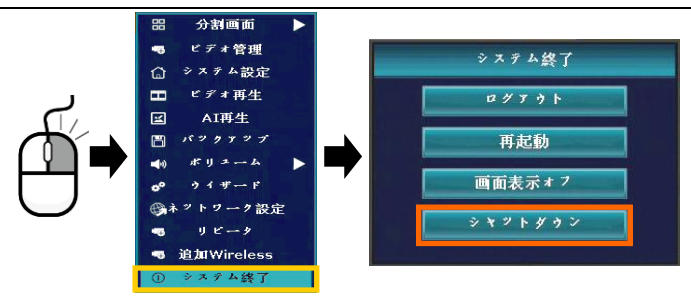 分割画面
ビデオ管理
システム設定
ビデオ再生
AI再生
バックアップ
ボリューム
ウィザード
ネットワーク設定
リピータ
追加Wireless
システム終了
システム終了
ログアウト
再起動
画面表示オフ
シャットダウン